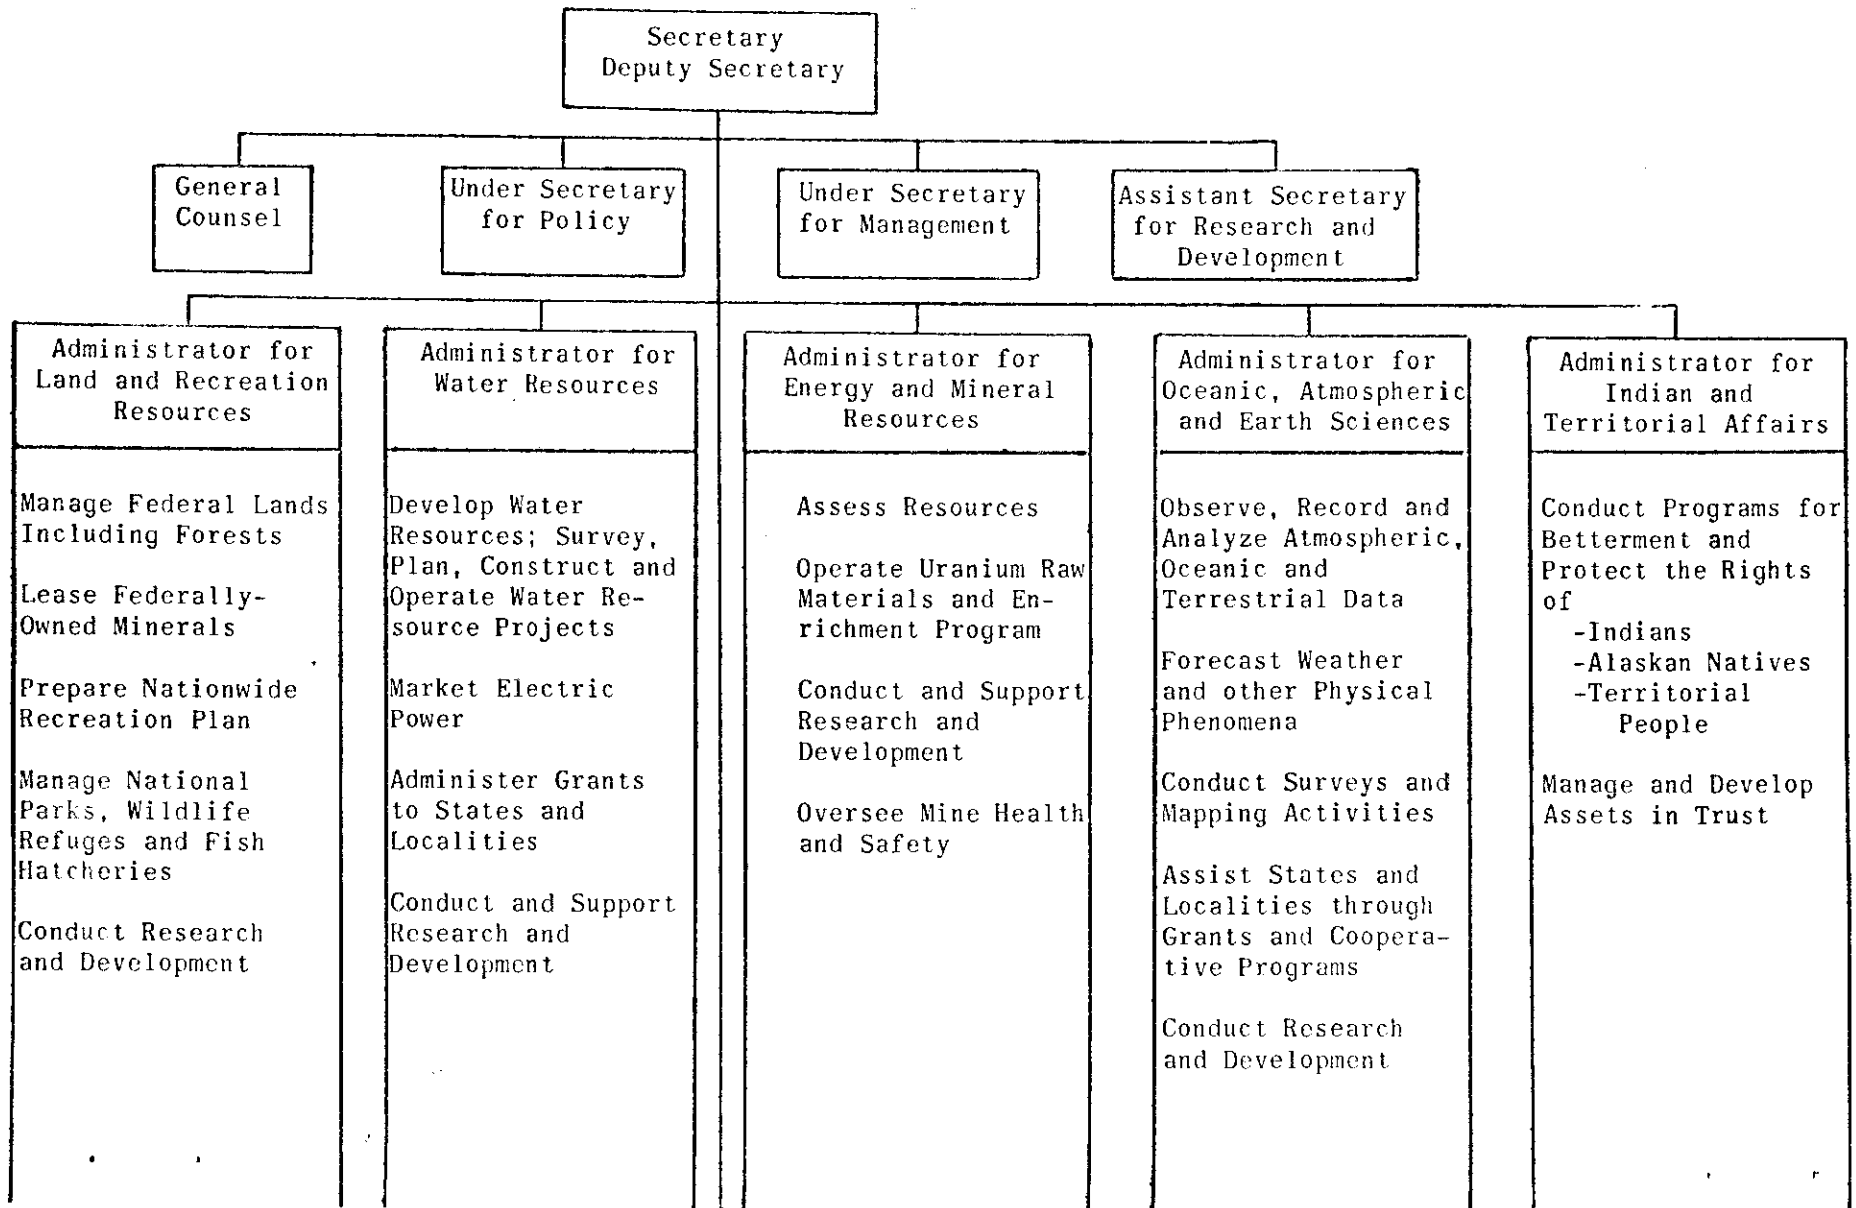 Secretary
Deputy Secretary
General
Counsel
Under Secretary
for Policy
Under Secretary
for Management
Assistant Secretary
for Research and
Development
Administrator for
Land and Recreation
Resources
Manage Federal Lands
Including Forests
Lease Federally-
Owned Minerals
Prepare Nationwide
Recreation Plan
Manage National
Parks, Wildlife
Refuges and Fish
Hatcheries
Conduct Research
and Development
Administrator for
Water Resources
Develop Water
Resources; Survey,
Plan, Construct and
Operate Water Re-
source Projects
Market Electric
Power
Administer Grants
to States and
Localities
Conduct and Support
Research and
Development
Administrator for
Energy and Mineral
Resources
Assess Resources
Operate Uranium Raw
Materials and En-
richment Program
Conduct and Support
Research and
Development
Oversee Mine Health
and Safety
Administrator for
Oceanic, Atmospheric
and Earth Sciences
Observe, Record and
Analyze Atmospheric,
Oceanic and
Terrestrial Data
Forecast Weather
and other Physical
Phenomena
Conduct Surveys and
Mapping Activities
Assist States and
Localities through
Grants and Coopera-
tive Programs
Conduct Research
and Development
Administrator for
Indian and
Territorial Affairs
Conduct Programs for
Betterment and
Protect the Rights
of
-Indians
-Alaskan Natives
-Territorial
People
Manage and Develop
Assets in Trust